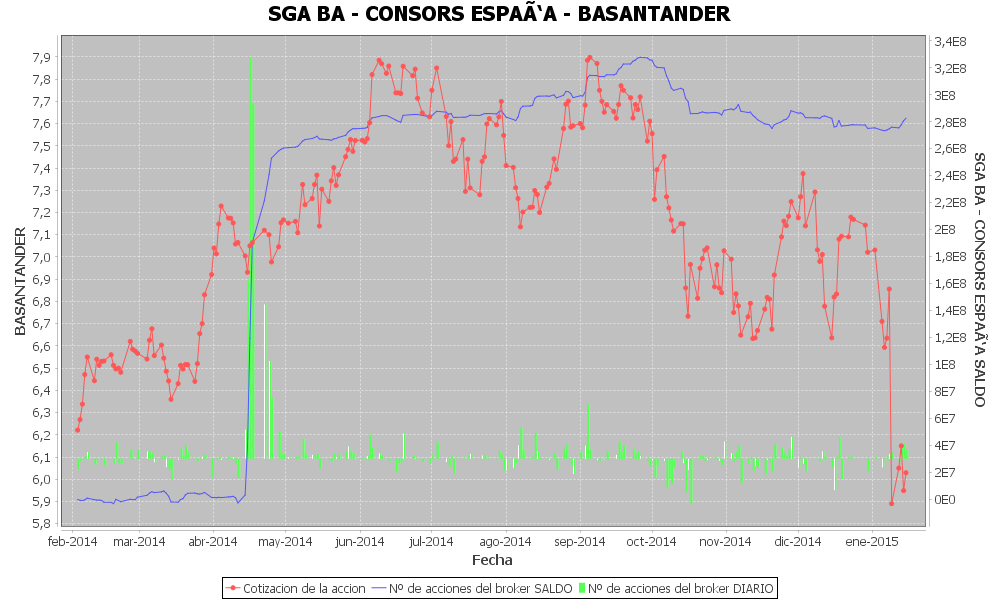 SGA BA - CONSORS ESPAÃ‘A - BASANTANDER
7,9
7,8
7,7
7,6
7,5
7,4
7,3
7,2
7,1
7,0
6,9
6,8
6,7
6,6
6,5
6,4
6,3
6,2
6,1
6,0
5,9
5,8
BASANTANDER
3,4E8
3,2E8
3E8
2,8E8
2,6E8
2,4E8
2,2E8
2E8
1,8E8
1,6E8
1,4E8
1,2E8
1E8
8E7
6E7
4E7
2E7
0E0
SGA BA - CONSORS ESPAÃ‘A SALDO
feb-2014 mar-2014 abr-2014 may-2014 jun-2014 jul-2014 ago-2014 sep-2014 oct-2014 nov-2014 dic-2014 ene-2015
Fecha
Cotizacion de la accion Nº de acciones del broker SALDO Nº de acciones del broker DIARIO